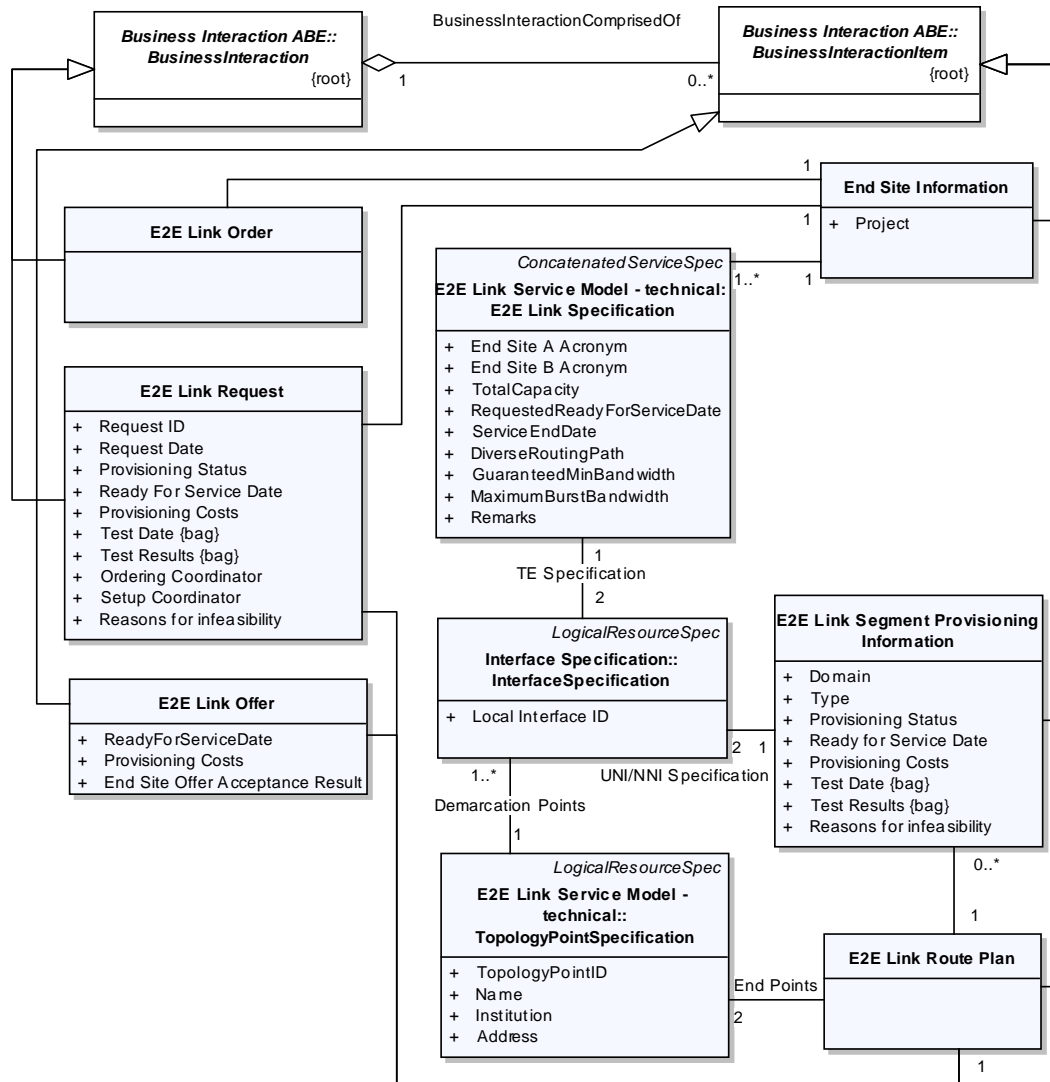 BusinessInteractionComprisedOf
Business Interaction ABE::
BusinessInteraction
{root}
1
0..*
Business Interaction ABE::
BusinessInteractionItem
{root}
E2E Link Order
1
1
End Site Information
+ Project
ConcatenatedServiceSpec
E2E Link Service Model - technical:
E2E Link Specification
+ End Site A Acronym
+ End Site B Acronym
+ TotalCapacity
+ RequestedReadyForServiceDate
+ ServiceEndDate
+ DiverseRoutingPath
+ GuaranteedMinBandwidth
+ MaximumBurstBandwidth
+ Remarks
1..*
1
E2E Link Request
+ Request ID
+ Request Date
+ Provisioning Status
+ Ready For Service Date
+ Provisioning Costs
+ Test Date {bag}
+ Test Results {bag}
+ Ordering Coordinator
+ Setup Coordinator
+ Reasons for infeasibility
1
TE Specification
2
LogicalResourceSpec
Interface Specification::
InterfaceSpecification
+ Local Interface ID
E2E Link Segment Provisioning
Information
+ Domain
+ Type
+ Provisioning Status
+ Ready for Service Date
+ Provisioning Costs
+ Test Date {bag}
+ Test Results {bag}
+ Reasons for infeasibility
2 1
UNI/NNI Specification
E2E Link Offer
+ ReadyForServiceDate
+ Provisioning Costs
+ End Site Offer Acceptance Result
1..*
Demarcation Points
1
LogicalResourceSpec
E2E Link Service Model -
technical::
TopologyPointSpecification
+ TopologyPointID
+ Name
+ Institution
+ Address
0..*
1
E2E Link Route Plan
End Points
2
1